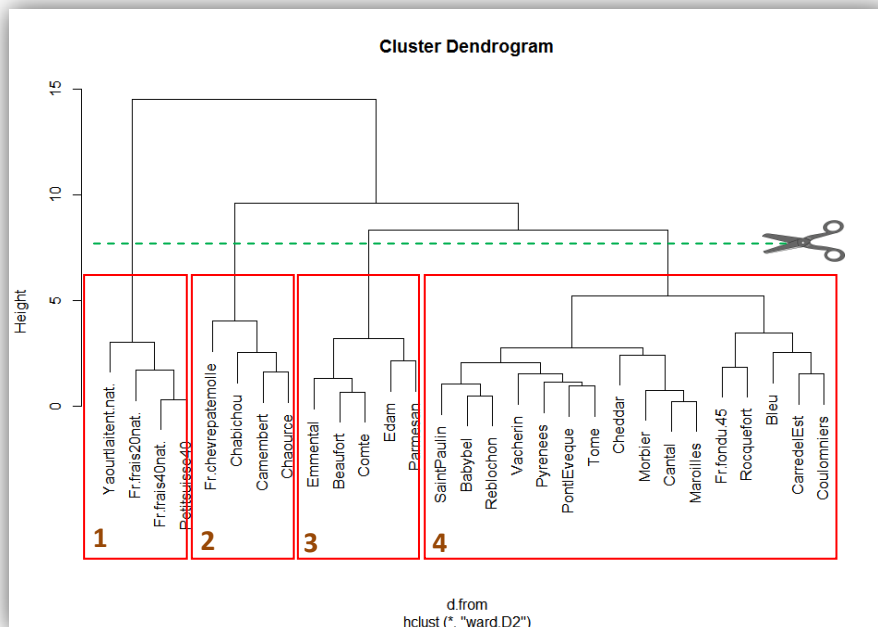 Cluster Dendrogram
Height
15
10
5
0
Yaourtlaitent.nat.
Fr.frais20nat.
Fr.frais40nat.
Petitsuisse40
Fr.chevrepatemolle
Chabichou
Camembert
Chaource
Emmental
Beaufort
Comte
Edam
Parmesan
SaintPaulin
Babybel
Reblochon
Vacherin
Pyrenees
PontlEveque
Tome
Cheddar
Morbier
Cantal
Maroilles
Fr.fondu.45
Rocquefort
Bleu
CarredelEst
Coulommiers
1
2
3
4
d.from
hclust (*, "ward.D2")